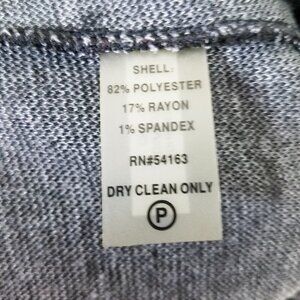 SHELL:
82% POLYESTER
17% RAYON
1% SPANDEX
RN#54163
DRY CLEAN ONLY
P